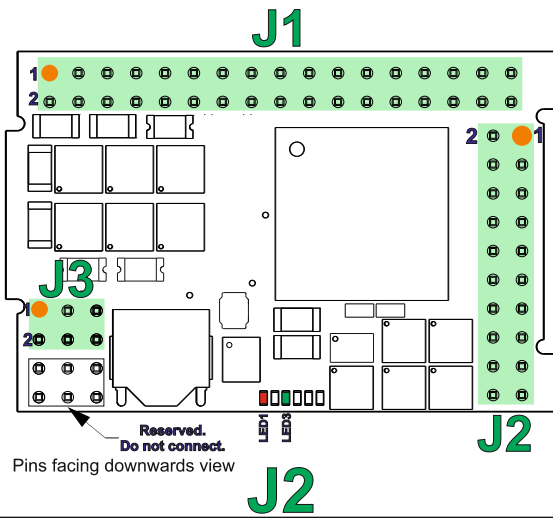 J1
1
2
2 1
J3
1
2
LED1
LED3
Reserved.
Do not connect.
J2
Pins facing downwards view
J2